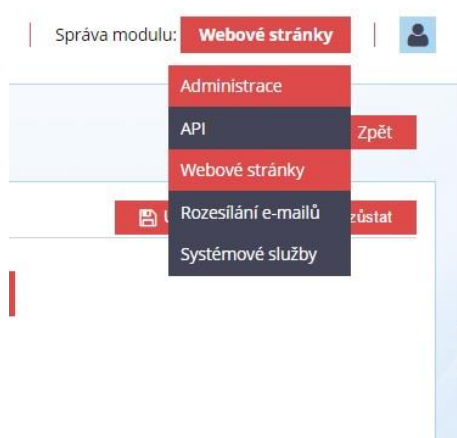 Správa modulu: Webové stránky
Administrace
API
Zpět
Webové stránky
Rozesílání e-mailů
zůstat
Systémové služby